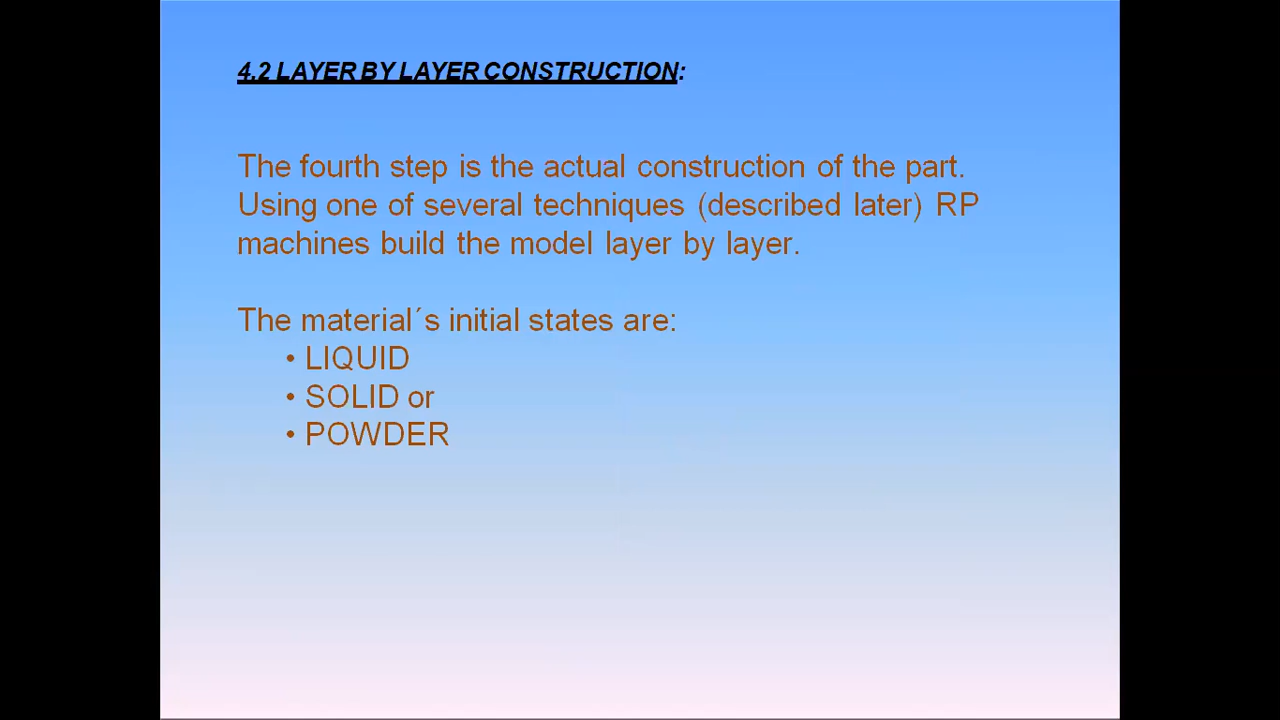 4.2 LAYER BY LAYER CONSTRUCTION:
The fourth step is the actual construction of the part.
Using one of several techniques (described later) RP
machines build the model layer by layer.
The material´s initial states are:
• LIQUID
• SOLID or
• POWDER